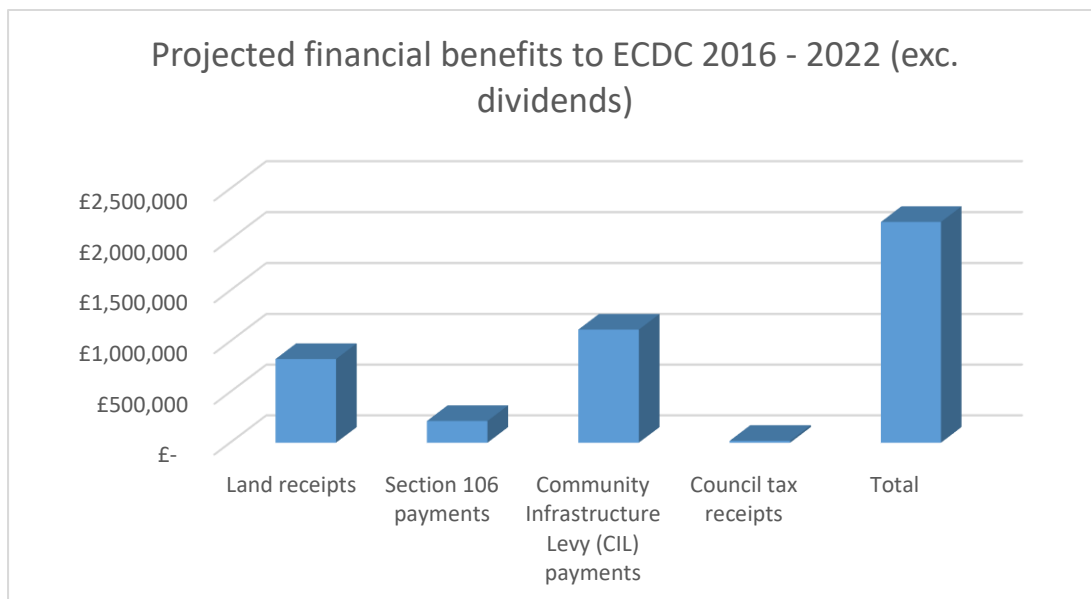 Projected financial benefits to ECDC 2016 - 2022 (exc.
dividends)
£2,500,000
£2,000,000
£1,500,000
£1,000,000
£500,000
£-
Land receipts
Section 106
payments
Community
Infrastructure
Levy (CIL)
payments
Council tax
receipts
Total